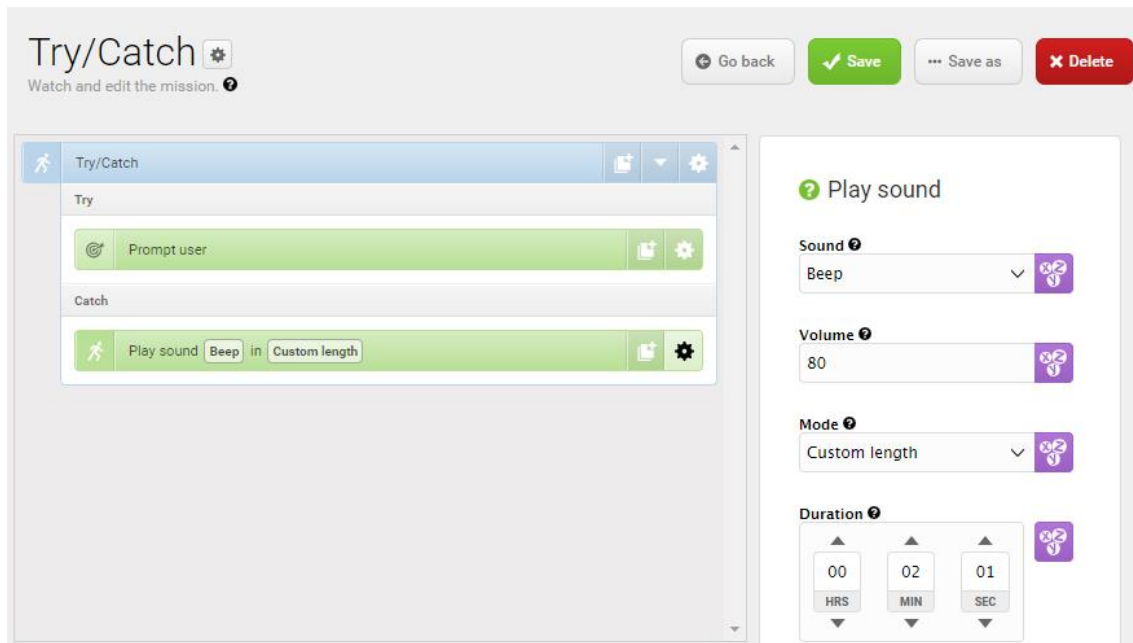 Try/Catch
Watch and edit the mission.
Go back
Save
Save as
Delete
Try/Catch
Try
Prompt user
Catch
Play sound Beep in Custom length
Play sound
Sound
Beep
Volume
80
Mode
Custom length
Duration
00 02 01
HRS MIN SEC